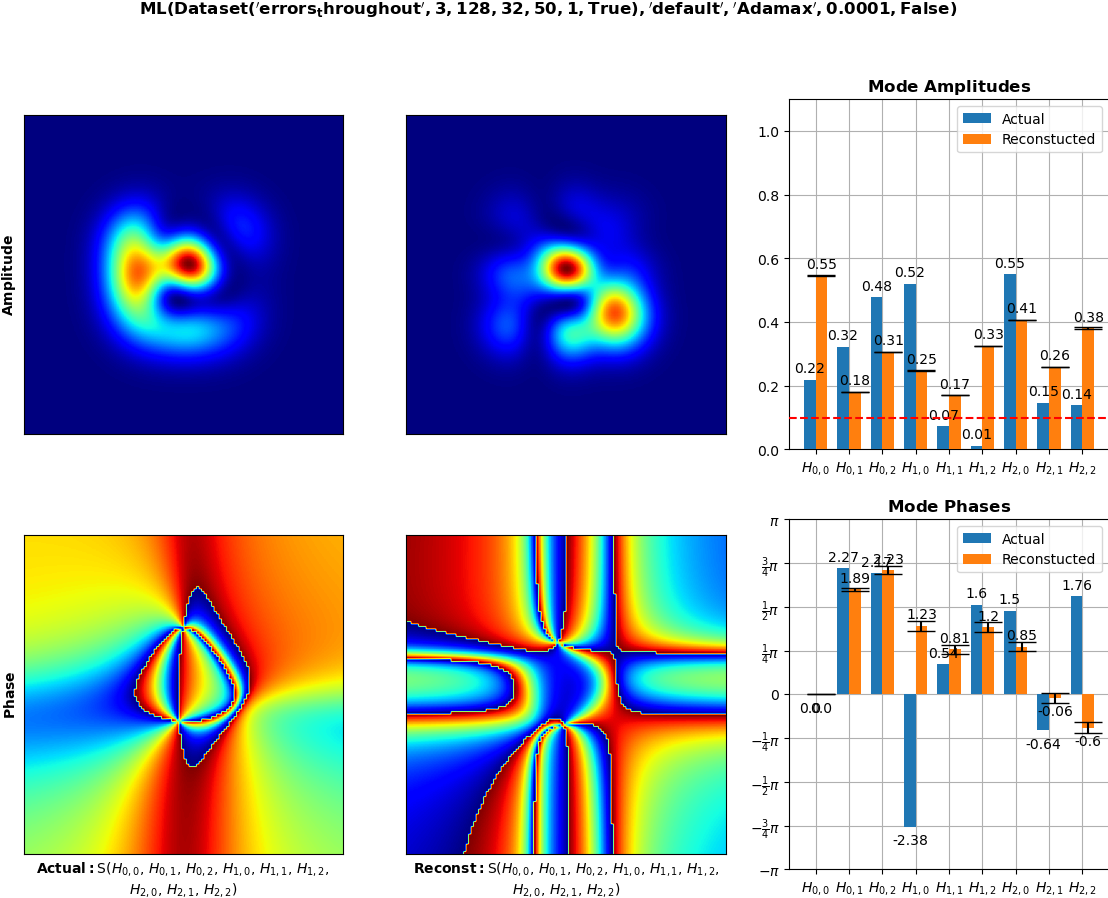 ML(Dataset('errors_throughout', 3, 128, 32, 50, 1, True), 'default', 'Adamax', 0.0001, False)
Amplitude
Mode Amplitudes
Actual
Reconstucted
1.0
0.8
0.6
0.4
0.2
0.0
0.22
0.55
0.32
0.18
0.48
0.31
0.52
0.25
0.07
0.17
0.01
0.33
0.55
0.41
0.15
0.26
0.14
0.38
H0,0 H0,1 H0,2 H1,0 H1,1 H1,2 H2,0 H2,1 H2,2
Phase
Actual:S(H0,0, H0,1, H0,2, H1,0, H1,1, H1,2,
H2,0, H2,1, H2,2)
Reconst:S(H0,0, H0,1, H0,2, H1,0, H1,1, H1,2,
H2,0, H2,1, H2,2)
Mode Phases
Actual
Reconstucted
π
3/4π
1/2π
1/4π
0
−1/4π
−1/2π
−3/4π
−π
0.0
0.0
2.27
1.89
2.23
-2.38
1.23
0.54
0.81
1.6
1.2
1.5
0.85
-0.64
-0.06
1.76
-0.6
H0,0 H0,1 H0,2 H1,0 H1,1 H1,2 H2,0 H2,1 H2,2